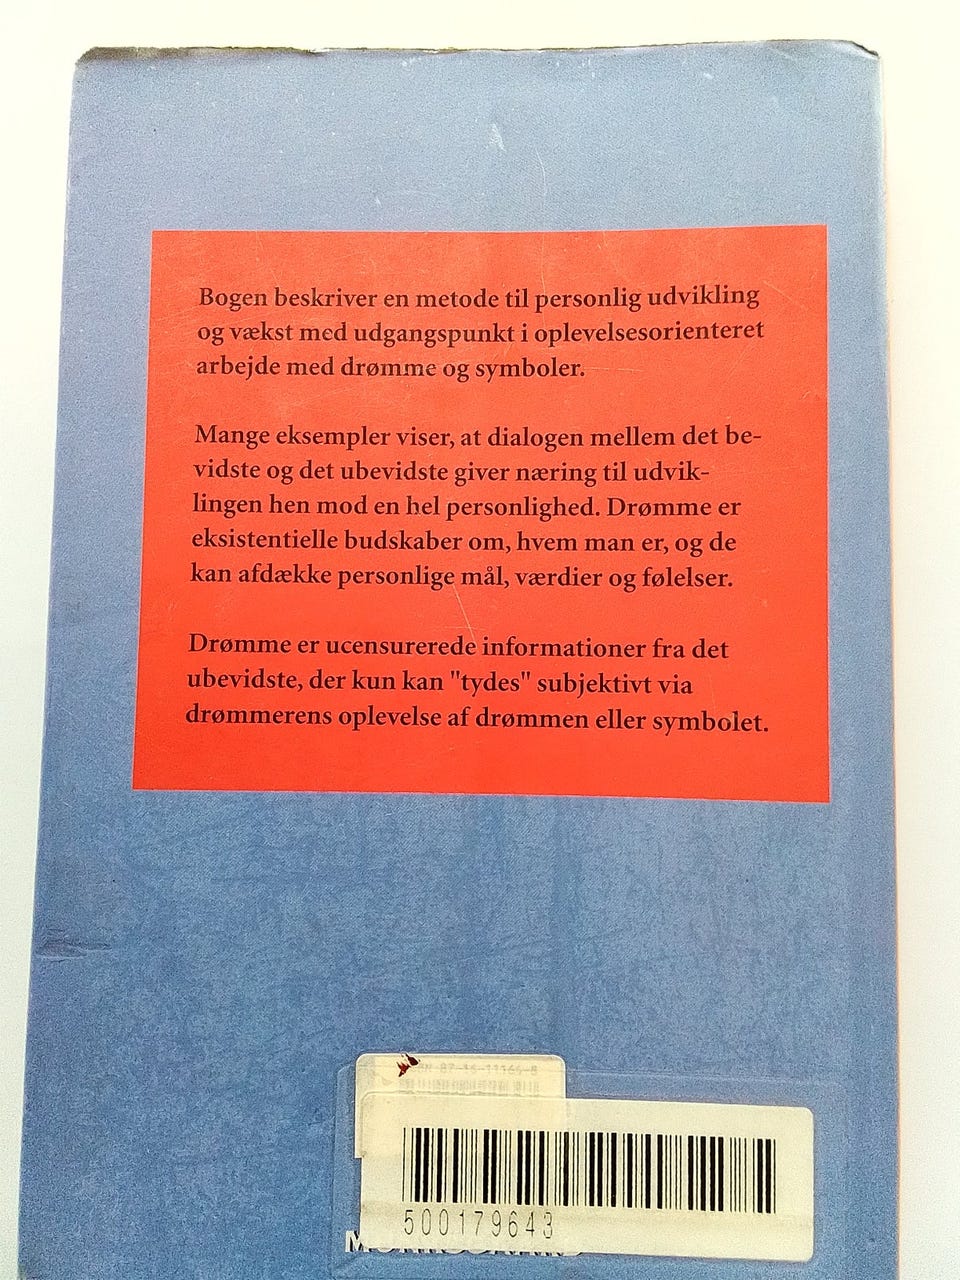 Bogen beskriver en metode til personlig udvikling
og vækst med udgangspunkt i oplevelsesorienteret
arbejde med drømme og symboler.
Mange eksempler viser, at dialogen mellem det be-
vidste og det ubevidste giver næring til udvik-
lingen hen mod en hel personlighed. Drømme er
eksistentielle budskaber om, hvem man er, og de
kan afdække personlige mål, værdier og følelser.
Drømme er ucensurerede informationer fra det
ubevidste, der kun kan "tydes" subjektivt via
drømmerens oplevelse af drømmen eller symbolet.
500179643